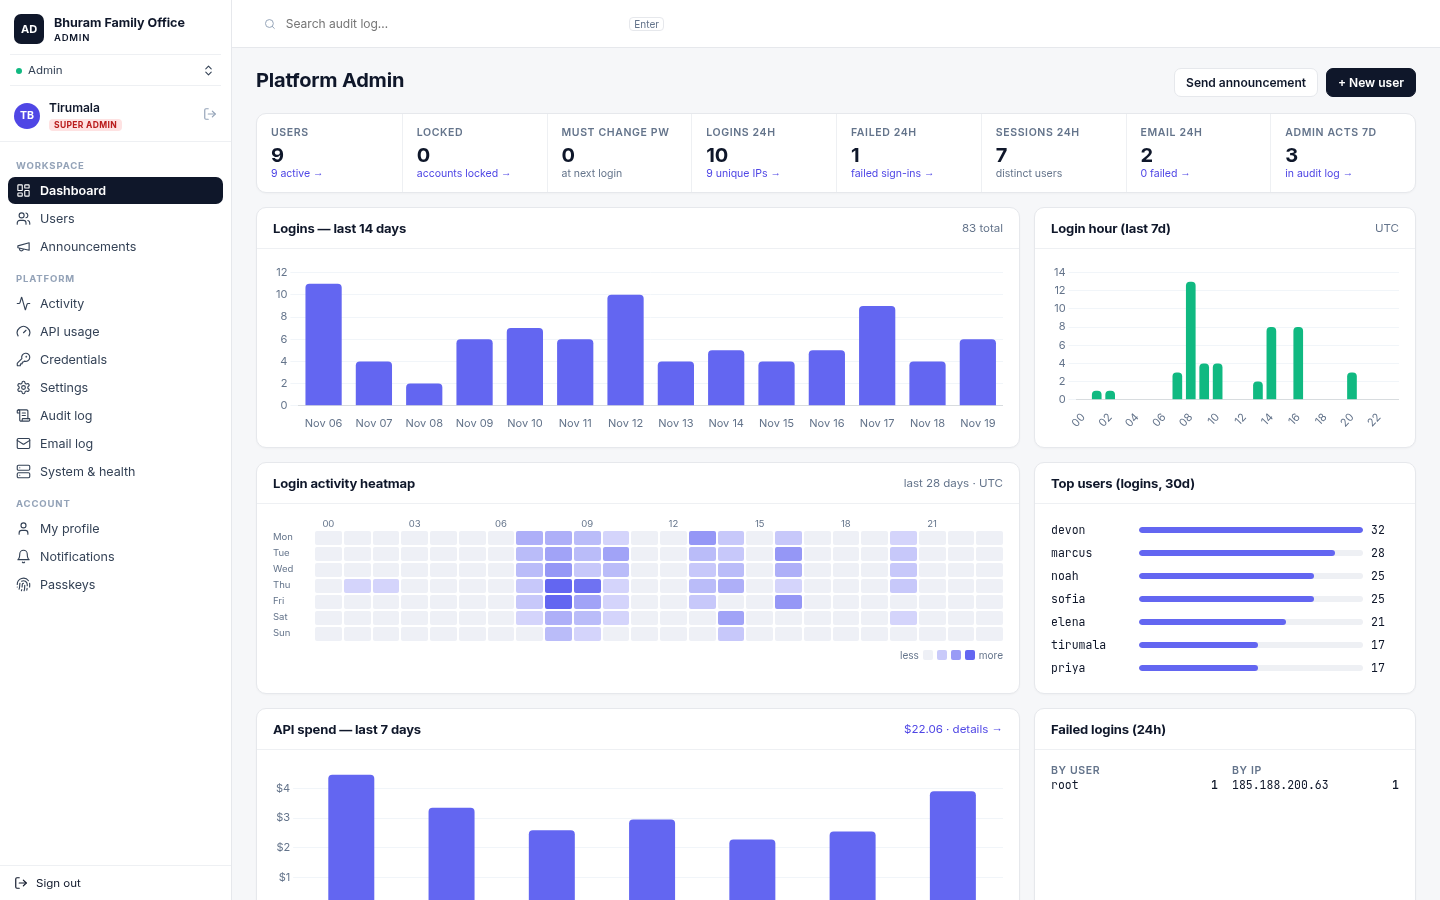 AD
Bhuram Family Office
ADMIN
Admin
TB
Tirumala
SUPER ADMIN
WORKSPACE
Dashboard
Users
Announcements
PLATFORM
Activity
API usage
Credentials
Settings
Audit log
Email log
System & health
ACCOUNT
My profile
Notifications
Passkeys
Sign out
Search audit log...
Enter
Platform Admin
Send announcement
+ New user
USERS
9
9 active →
LOCKED
0
accounts locked →
MUST CHANGE PW
0
at next login
LOGINS 24H
10
9 unique IPs →
FAILED 24H
1
failed sign-ins →
SESSIONS 24H
7
distinct users
EMAIL 24H
2
0 failed →
ADMIN ACTS 7D
3
in audit log →
Logins — last 14 days
83 total
12
10
8
6
4
2
0
Nov 06 Nov 07 Nov 08 Nov 09 Nov 10 Nov 11 Nov 12 Nov 13 Nov 14 Nov 15 Nov 16 Nov 17 Nov 18 Nov 19
Login hour (last 7d)
UTC
14
12
10
8
6
4
2
0
00 02 04 06 08 10 12 14 16 18 20 22
Login activity heatmap
last 28 days · UTC
00 03 06 09 12 15 18 21
Mon
Tue
Wed
Thu
Fri
Sat
Sun
less more
Top users (logins, 30d)
devon 32
marcus 28
noah 25
sofia 25
elena 21
tirumala 17
priya 17
API spend — last 7 days
$22.06 · details →
$4
$3
$2
$1
Failed logins (24h)
BY USER
root 1
BY IP
185.188.200.63 1